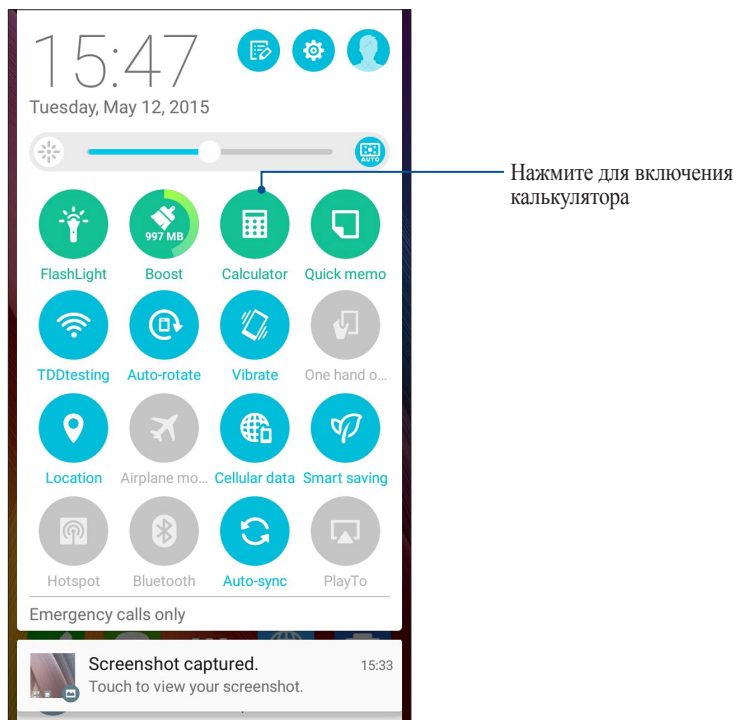 15:47
Tuesday, May 12, 2015
AUTO
Нажмите для включения
калькулятора
997 MB
FlashLight Boost Calculator Quick memo
TDDtesting Auto-rotate Vibrate One hand o...
Location Airplane mo... Cellular data Smart saving
Hotspot Bluetooth Auto-sync PlayTo
Emergency calls only
Screenshot captured. 15:33
Touch to view your screenshot.